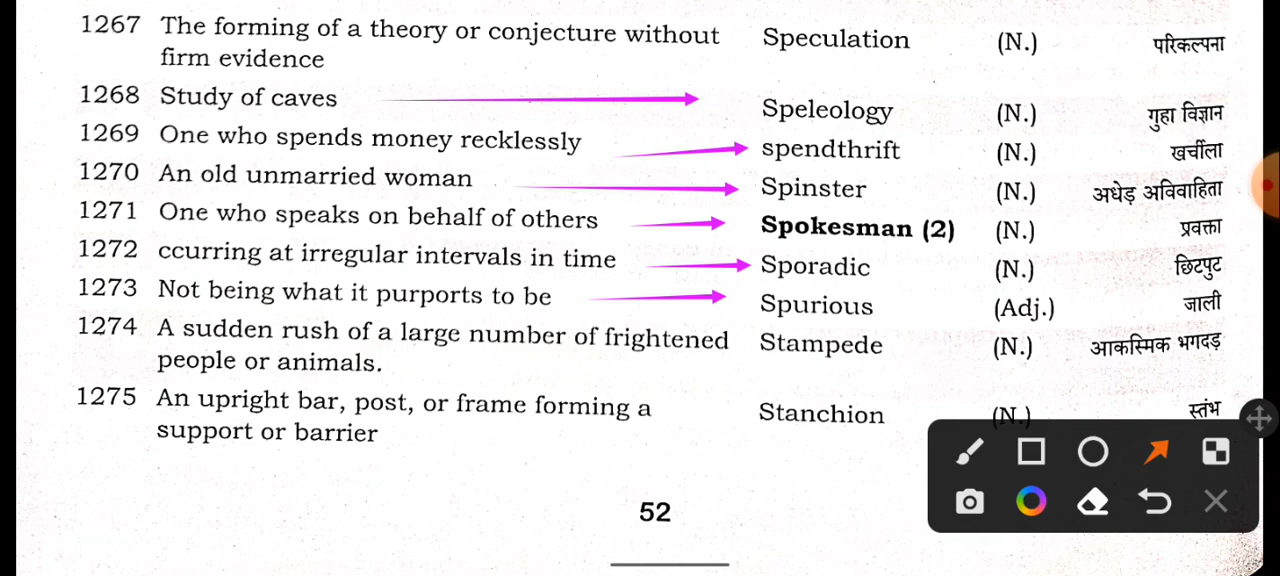 1267 The forming of a theory or conjecture without Speculation (N.) परिकल्पना
firm evidence
1268 Study of caves Speleology (N.) गुहा विज्ञान
1269 One who spends money recklessly spendthrift (N.) खर्चीला
1270 An old unmarried woman Spinster (N.) अधेड़ अविवाहिता
1271 One who speaks on behalf of others Spokesman (2) (N.) प्रवक्ता
1272 ccurring at irregular intervals in time Sporadic (N.) छिटपुट
1273 Not being what it purports to be Spurious (Adj.) जाली
1274 A sudden rush of a large number of frightened Stampede (N.) आकस्मिक भगदड़
people or animals.
1275 An upright bar, post, or frame forming a Stanchion (N.) स्तंभ
support or barrier
52